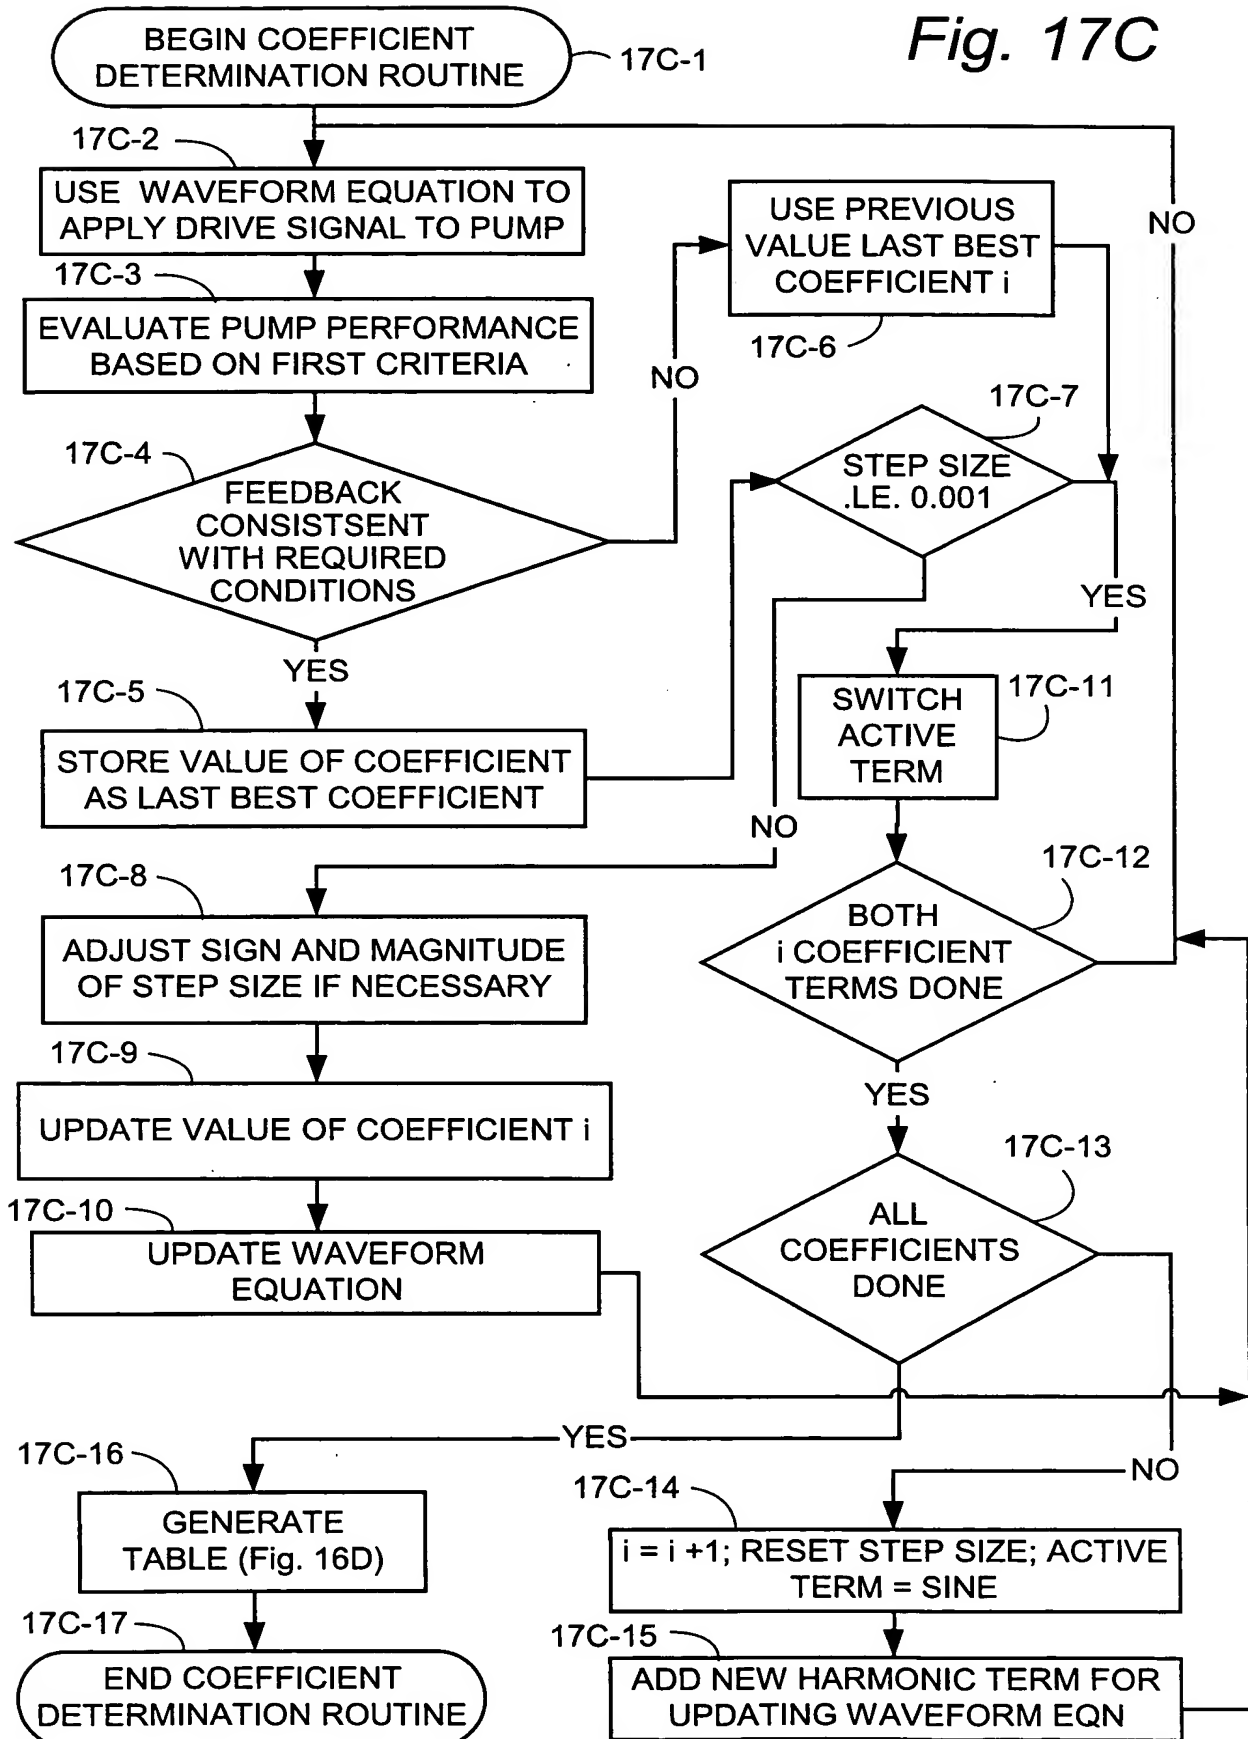 Fig. 17C
BEGIN COEFFICIENT
DETERMINATION ROUTINE
17C-1
17C-2
USE WAVEFORM EQUATION TO
APPLY DRIVE SIGNAL TO PUMP
17C-3
EVALUATE PUMP PERFORMANCE
BASED ON FIRST CRITERIA
17C-4
FEEDBACK
CONSISTSENT
WITH REQUIRED
CONDITIONS
NO
YES
17C-5
STORE VALUE OF COEFFICIENT
AS LAST BEST COEFFICIENT
USE PREVIOUS
VALUE LAST BEST
COEFFICIENT i
17C-6
NO
17C-7
STEP SIZE
.LE. 0.001
YES
NO
17C-8
ADJUST SIGN AND MAGNITUDE
OF STEP SIZE IF NECESSARY
17C-9
UPDATE VALUE OF COEFFICIENT i
17C-10
UPDATE WAVEFORM
EQUATION
17C-11
SWITCH
ACTIVE
TERM
17C-12
BOTH
i COEFFICIENT
TERMS DONE
YES
17C-13
ALL
COEFFICIENTS
DONE
YES
NO
17C-14
i = i +1; RESET STEP SIZE; ACTIVE
TERM = SINE
17C-15
ADD NEW HARMONIC TERM FOR
UPDATING WAVEFORM EQN
17C-16
GENERATE
TABLE (Fig. 16D)
17C-17
END COEFFICIENT
DETERMINATION ROUTINE